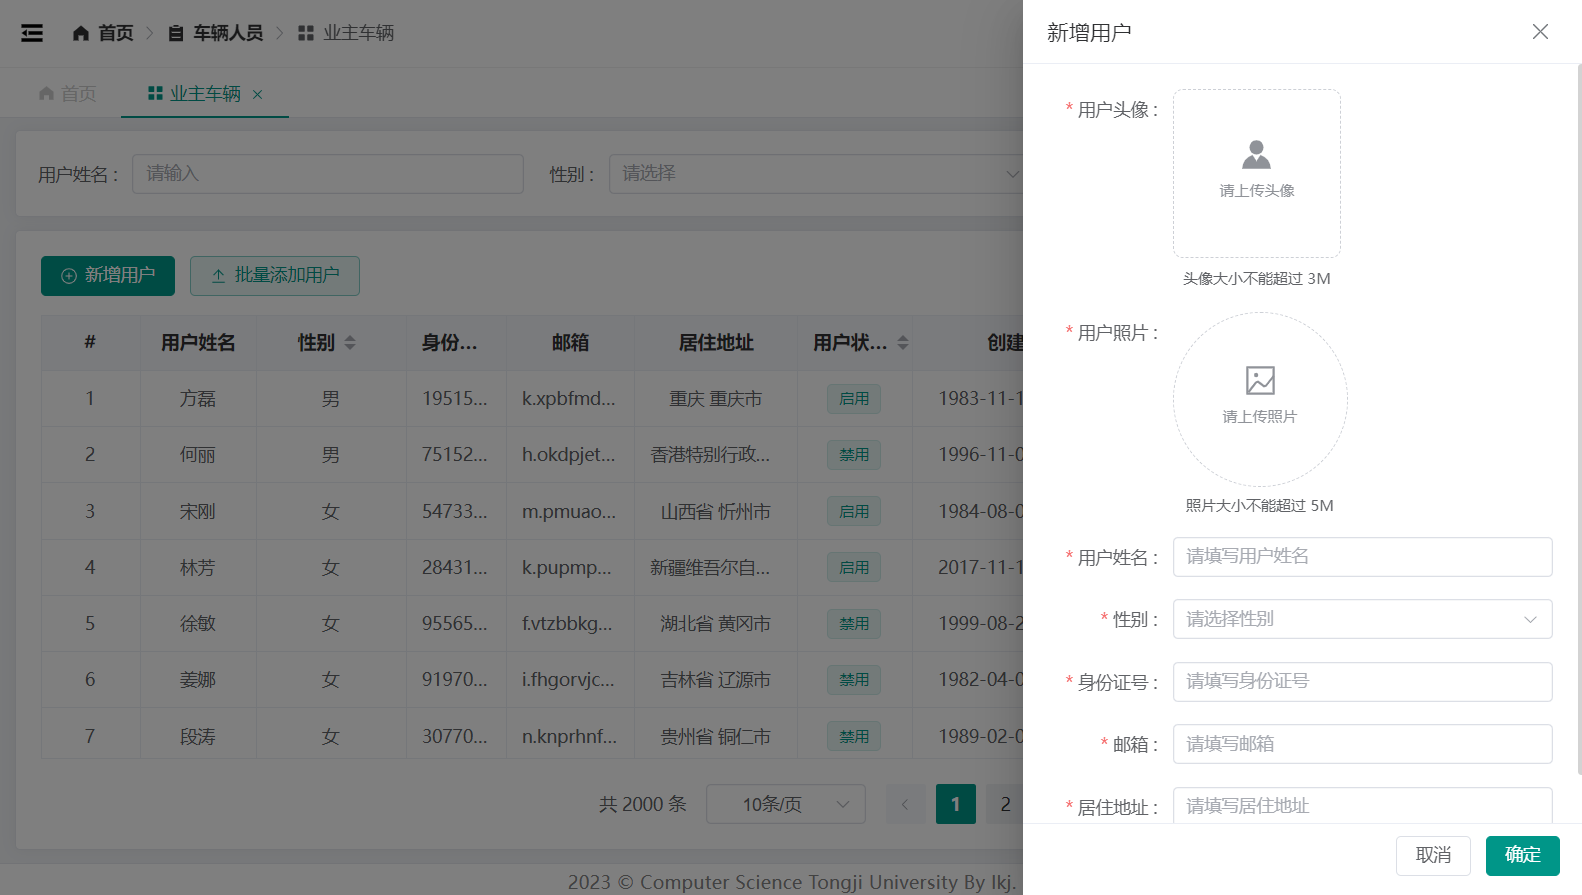 首页 车辆人员 业主车辆
首页 业主车辆
用户姓名 : 请输入 性别 : 请选择
新增用户 批量添加用户
# 用户姓名 性别 身份... 邮箱 居住地址 用户状... 创建
1 方磊 男 19515... k.xpbfmd... 重庆 重庆市 启用 1983-11-1
2 何丽 男 75152... h.okdpjet... 香港特别行政... 禁用 1996-11-0
3 宋刚 女 54733... m.pmuao... 山西省 忻州市 启用 1984-08-0
4 林芳 女 28431... k.pupmp... 新疆维吾尔自... 启用 2017-11-1
5 徐敏 女 95565... f.vtzbbkg... 湖北省 黄冈市 禁用 1999-08-2
6 姜娜 女 91970... i.fhgorvjc... 吉林省 辽源市 禁用 1982-04-0
7 段涛 女 30770... n.knprhnf... 贵州省 铜仁市 禁用 1989-02-0
共 2000 条 10条/页 1 2
2023 © Computer Science Tongji University By lkj.
新增用户
* 用户头像 :
请上传头像
头像大小不能超过 3M
* 用户照片 :
请上传照片
照片大小不能超过 5M
* 用户姓名 : 请填写用户姓名
* 性别 : 请选择性别
* 身份证号 : 请填写身份证号
* 邮箱 : 请填写邮箱
* 居住地址 : 请填写居住地址
取消 确定